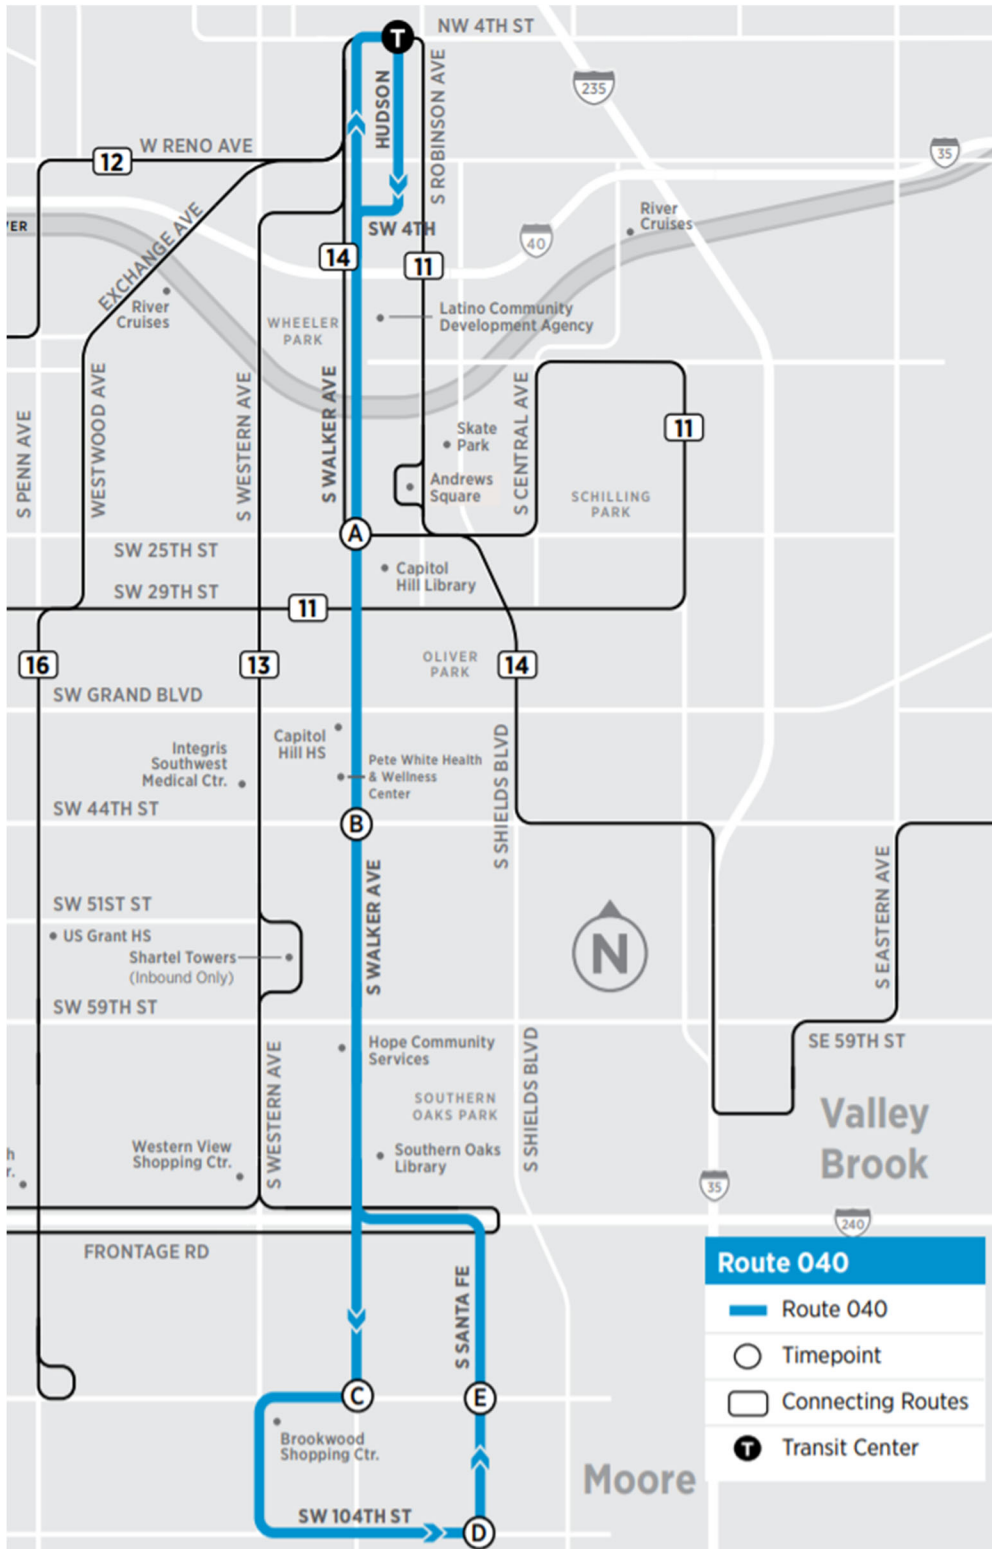 T
NW 4TH ST
HUDSON
S ROBINSON AVE
235
W RENO AVE
12
35
VER
EXCHANGE AVE
River
Cruises
SW 4TH
40
14
11
River
Cruises
WHEELER
PARK
Latino Community
Development Agency
S PENN AVE
WESTWOOD AVE
S WESTERN AVE
S WALKER AVE
S CENTRAL AVE
11
Skate
Park
Andrews
Square
SCHILLING
PARK
A
SW 25TH ST
Capitol
Hill Library
SW 29TH ST
11
16
13
OLIVER
PARK
14
SW GRAND BLVD
Capitol
Hill HS
Integris
Southwest
Medical Ctr.
Pete White Health
& Wellness
Center
S SHIELDS BLVD
SW 44TH ST
B
S WALKER AVE
S EASTERN AVE
SW 51ST ST
US Grant HS
Shartel Towers
(Inbound Only)
N
SW 59TH ST
SE 59TH ST
Hope Community
Services
S WESTERN AVE
SOUTHERN
OAKS PARK
S SHIELDS BLVD
Valley
Brook
Western View
Shopping Ctr.
Southern Oaks
Library
h
r.
35
240
FRONTAGE RD
S SANTA FE
C
E
Brookwood
Shopping Ctr.
SW 104TH ST
D
Moore
Route 040
Route 040
Timepoint
Connecting Routes
T
Transit Center